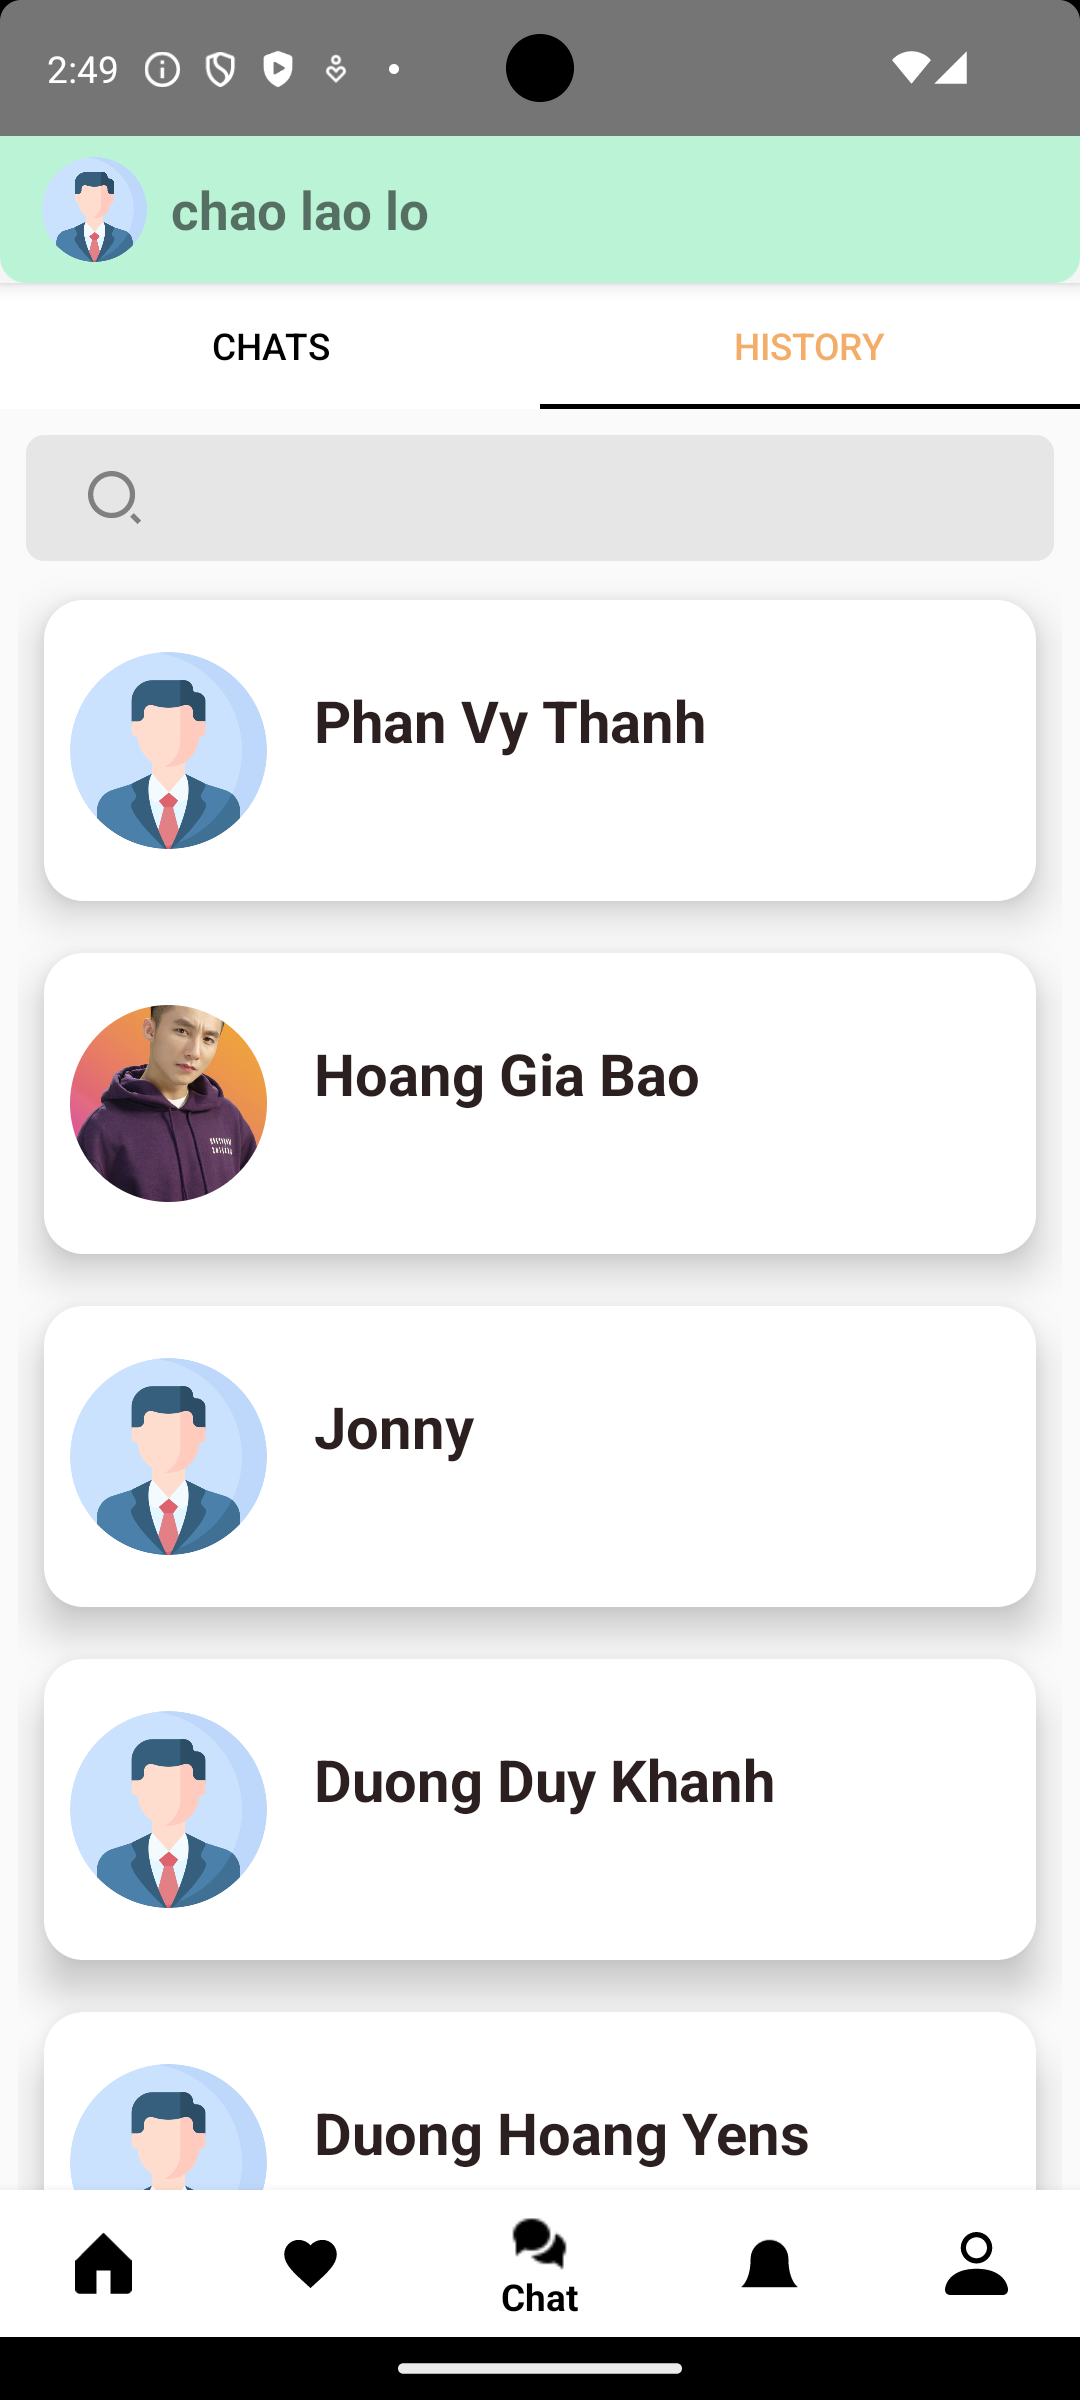 2:49
chao lao lo
CHATS
HISTORY
Phan Vy Thanh
Hoang Gia Bao
Jonny
Duong Duy Khanh
Duong Hoang Yens
Chat